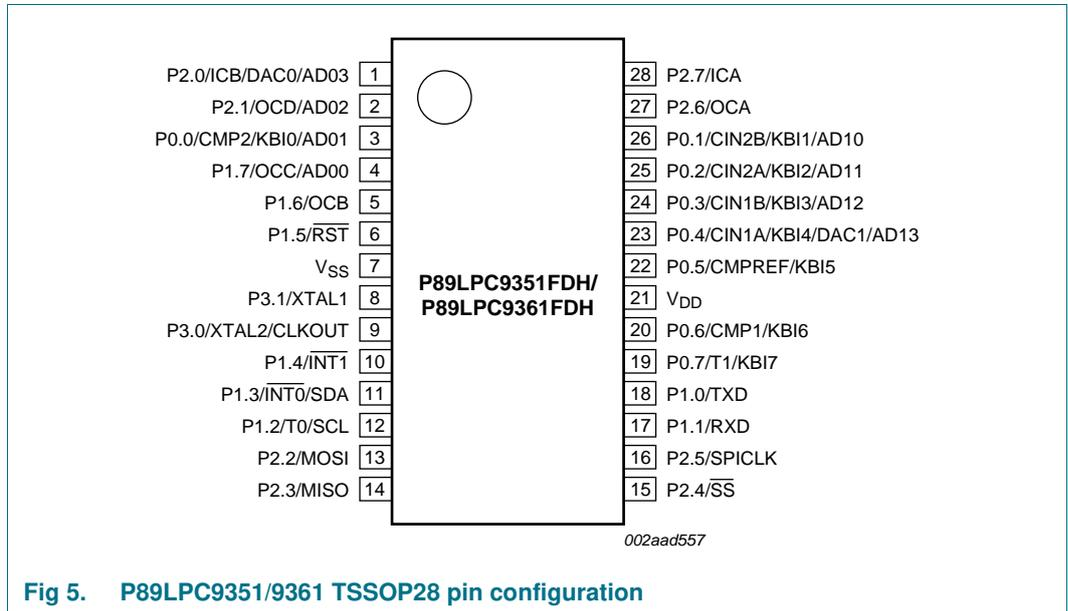 P2.0/ICB/DAC0/AD03 1 28 P2.7/ICA
P2.1/OCD/AD02 2 27 P2.6/OCA
P0.0/CMP2/KBI0/AD01 3 26 P0.1/CIN2B/KBI1/AD10
P1.7/OCC/AD00 4 25 P0.2/CIN2A/KBI2/AD11
P1.6/OCB 5 24 P0.3/CIN1B/KBI3/AD12
P1.5/R̅S̅T̅ 6 23 P0.4/CIN1A/KBI4/DAC1/AD13
VSS 7 22 P0.5/CMPREF/KBI5
P89LPC9351FDH/
P89LPC9361FDH
P3.1/XTAL1 8 21 VDD
P3.0/XTAL2/CLKOUT 9 20 P0.6/CMP1/KBI6
P1.4/I̅N̅T̅1̅ 10 19 P0.7/T1/KBI7
P1.3/I̅N̅T̅0̅/SDA 11 18 P1.0/TXD
P1.2/T0/SCL 12 17 P1.1/RXD
P2.2/MOSI 13 16 P2.5/SPICLK
P2.3/MISO 14 15 P2.4/S̅S̅
002aad557
Fig 5. P89LPC9351/9361 TSSOP28 pin configuration